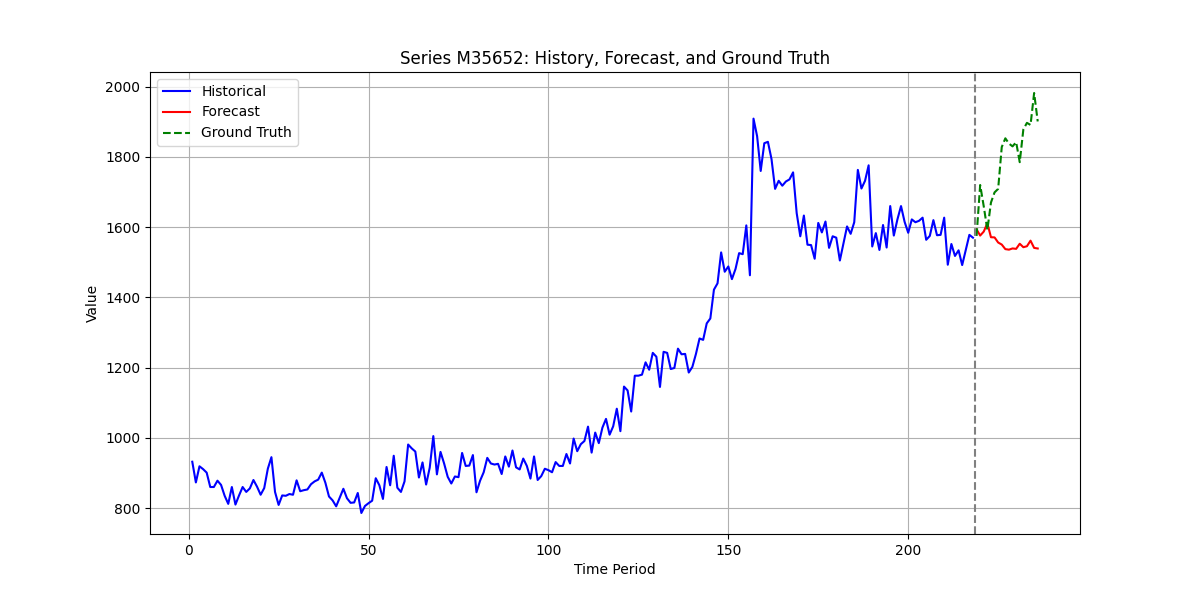 Series M35652: History, Forecast, and Ground Truth
Historical
Forecast
Ground Truth
2000
1800
1600
1400
1200
1000
800
Value
0 50 100 150 200
Time Period